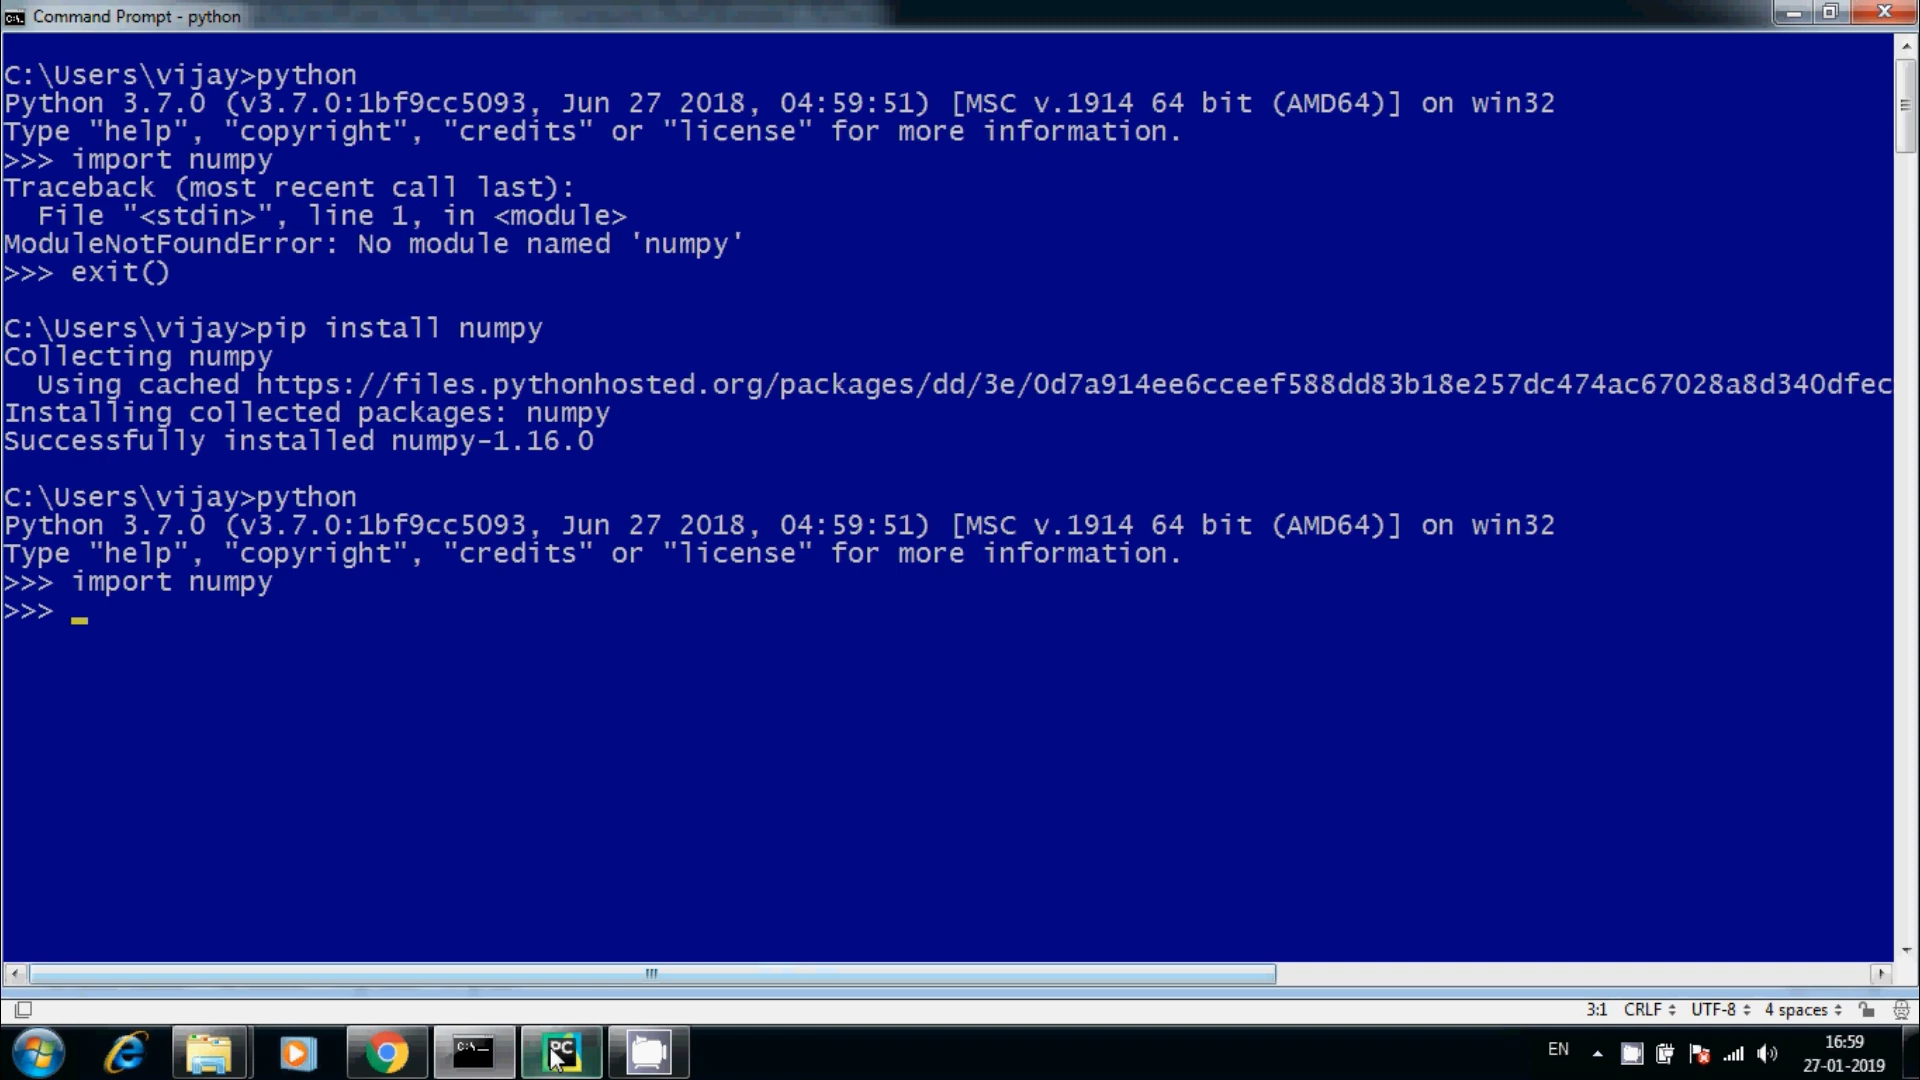 Command Prompt - python
C:\Users\vijay>python
Python 3.7.0 (v3.7.0:1bf9cc5093, Jun 27 2018, 04:59:51) [MSC v.1914 64 bit (AMD64)] on win32
Type "help", "copyright", "credits" or "license" for more information.
>>> import numpy
Traceback (most recent call last):
  File "<stdin>", line 1, in <module>
ModuleNotFoundError: No module named 'numpy'
>>> exit()
C:\Users\vijay>pip install numpy
Collecting numpy
  Using cached https://files.pythonhosted.org/packages/dd/3e/0d7a914ee6cceef588dd83b18e257dc474ac67028a8d340dfec
Installing collected packages: numpy
Successfully installed numpy-1.16.0
C:\Users\vijay>python
Python 3.7.0 (v3.7.0:1bf9cc5093, Jun 27 2018, 04:59:51) [MSC v.1914 64 bit (AMD64)] on win32
Type "help", "copyright", "credits" or "license" for more information.
>>> import numpy
>>> _
3:1 CRLF UTF-8 4 spaces
C:\_
PC
EN
16:59
27-01-2019